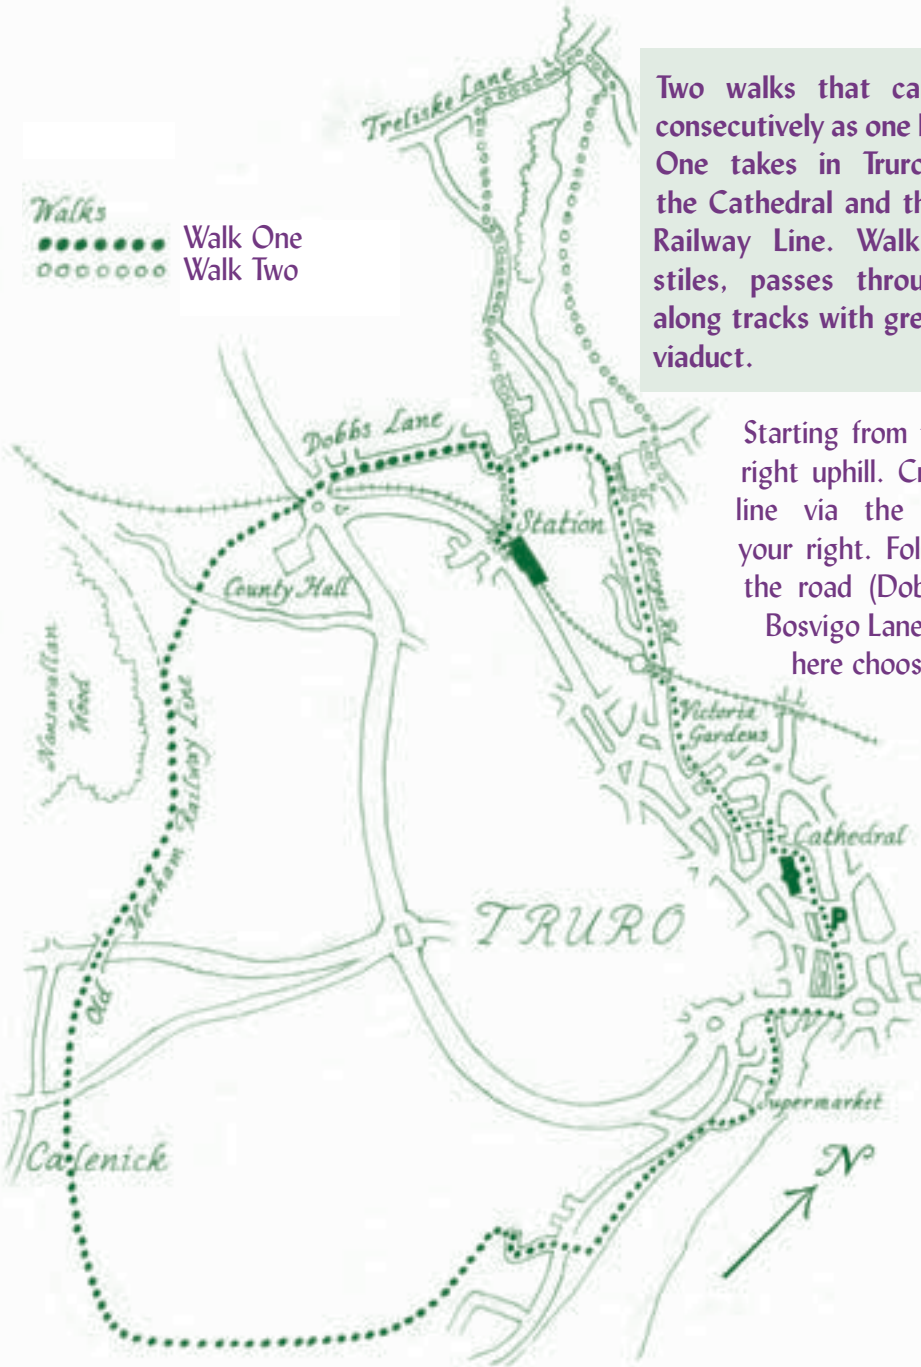 Treliske Lane
Two walks that ca
consecutively as one l
One takes in Truro
the Cathedral and th
Railway Line. Walk
stiles, passes throu
along tracks with gre
viaduct.
Walks
Walk One
Walk Two
Dobbs Lane
Starting from
right uphill. Cr
line via the
your right. Fol
the road (Dob
Bosvigo Lane
here choos
Station
County Hall
St Georges Rd
Nansavallan
Wood
Victoria
Gardens
Old Newham Railway Line
Cathedral
P
TRURO
Supermarket
Calenick
N